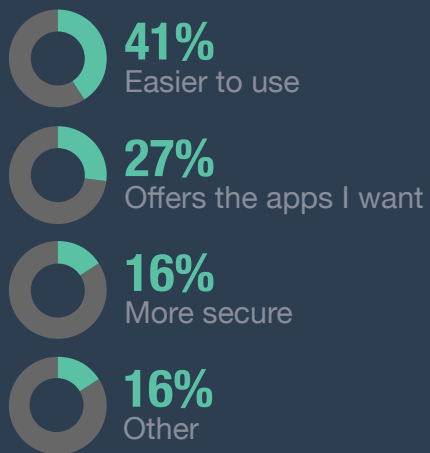 41%
Easier to use
27%
Offers the apps I want
16%
More secure
16%
Other